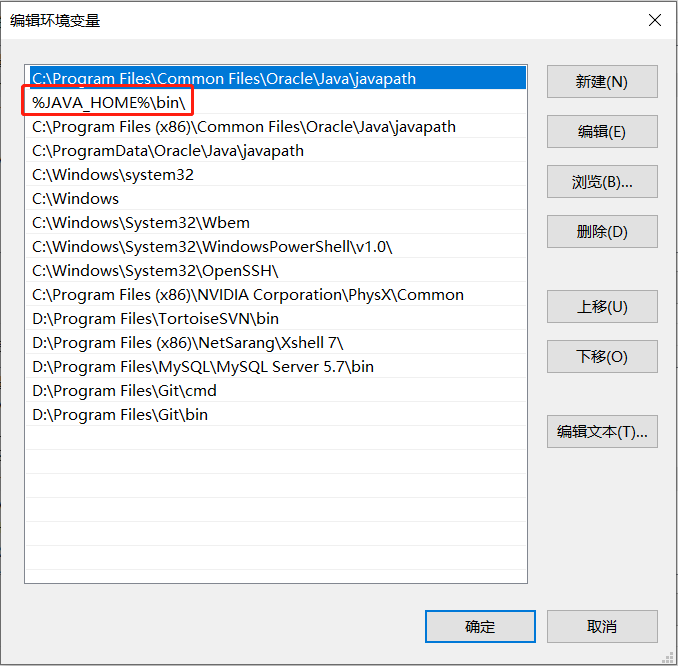 编辑环境变量
C:\Program Files\Common Files\Oracle\Java\javapath
%JAVA_HOME%\bin\
C:\Program Files (x86)\Common Files\Oracle\Java\javapath
C:\ProgramData\Oracle\Java\javapath
C:\Windows\system32
C:\Windows
C:\Windows\System32\Wbem
C:\Windows\System32\WindowsPowerShell\v1.0\
C:\Windows\System32\OpenSSH\
C:\Program Files (x86)\NVIDIA Corporation\PhysX\Common
D:\Program Files\TortoiseSVN\bin
D:\Program Files (x86)\NetSarang\Xshell 7\
D:\Program Files\MySQL\MySQL Server 5.7\bin
D:\Program Files\Git\cmd
D:\Program Files\Git\bin
新建(N)
编辑(E)
浏览(B)...
删除(D)
上移(U)
下移(O)
编辑文本(T)...
确定
取消